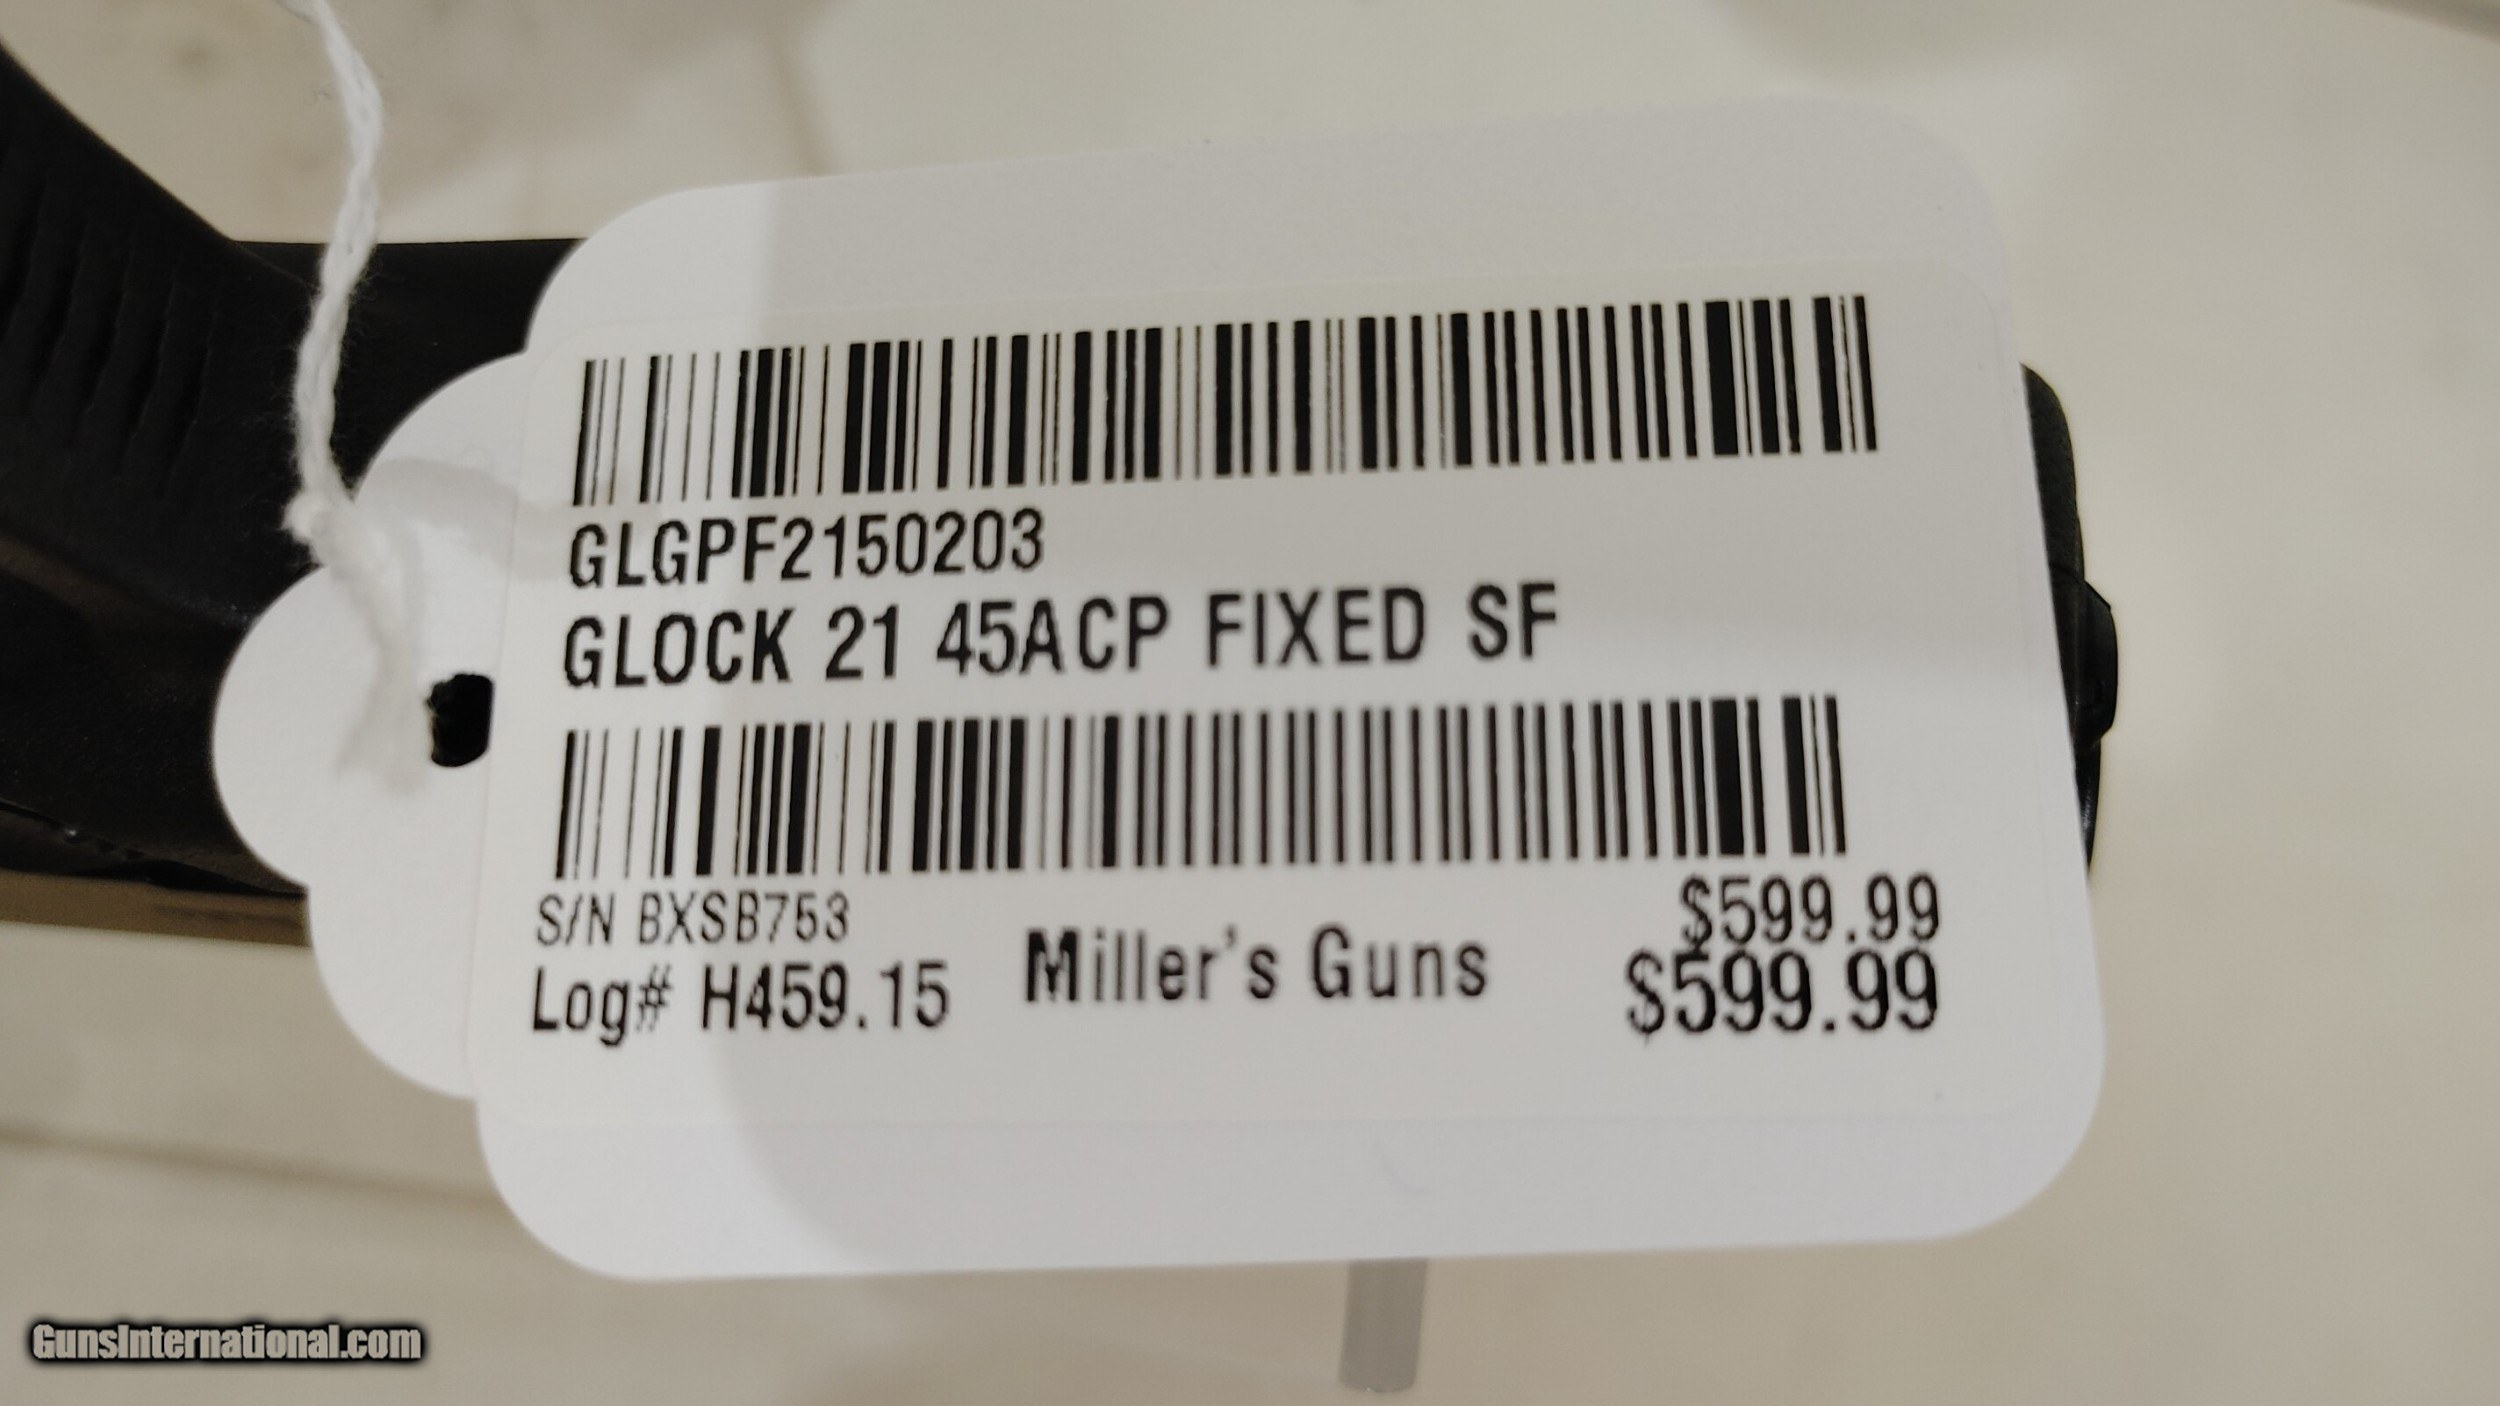 GLGPF2150203
GLOCK 21 45ACP FIXED SF
S/N BXSB753
$599.99
Log# H459.15
Miller's Guns
$599.99
GunsInternational.com